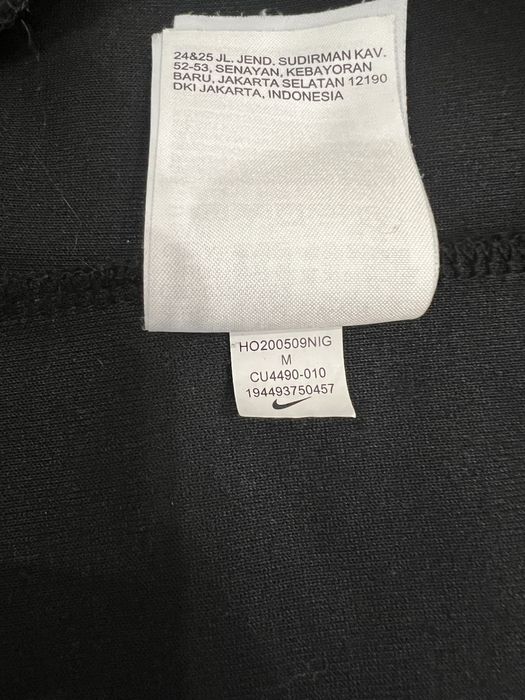 24&25 JL. JEND. SUDIRMAN KAV.
52-53, SENAYAN, KEBAYORAN
BARU, JAKARTA SELATAN 12190
DKI JAKARTA, INDONESIA
HO200509NIG
M
CU4490-010
194493750457